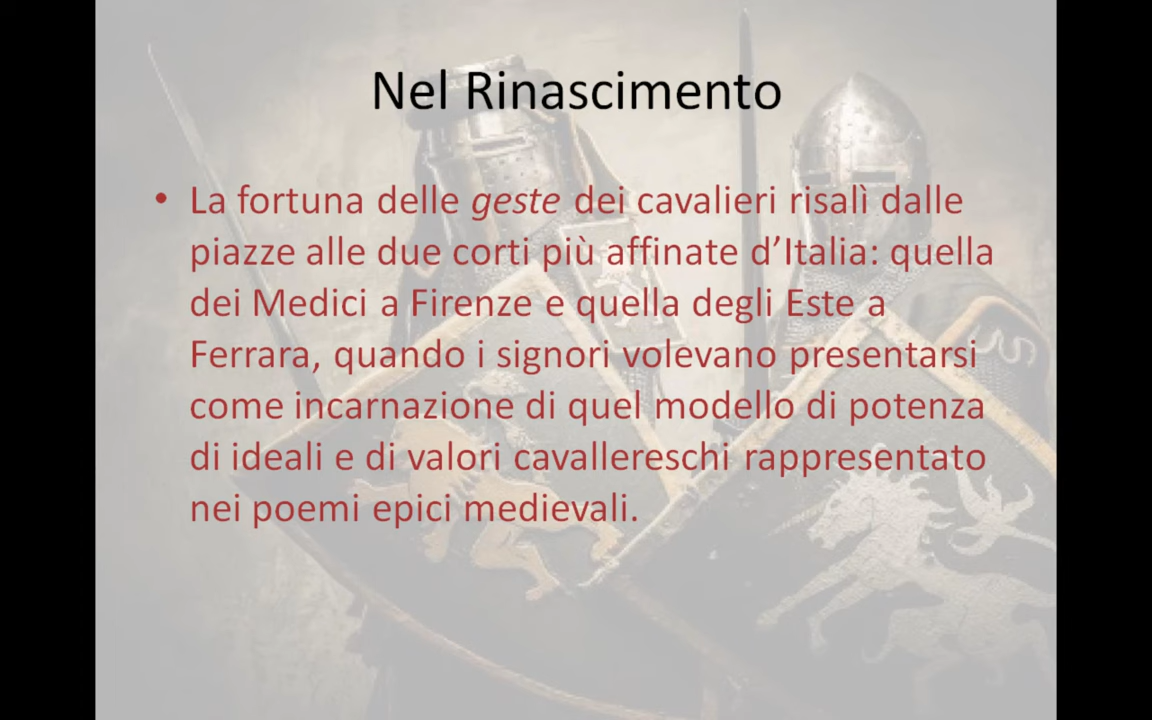 Nel Rinascimento
• La fortuna delle geste dei cavalieri risalì dalle
piazze alle due corti più affinate d’Italia: quella
dei Medici a Firenze e quella degli Este a
Ferrara, quando i signori volevano presentarsi
come incarnazione di quel modello di potenza
di ideali e di valori cavallereschi rappresentato
nei poemi epici medievali.